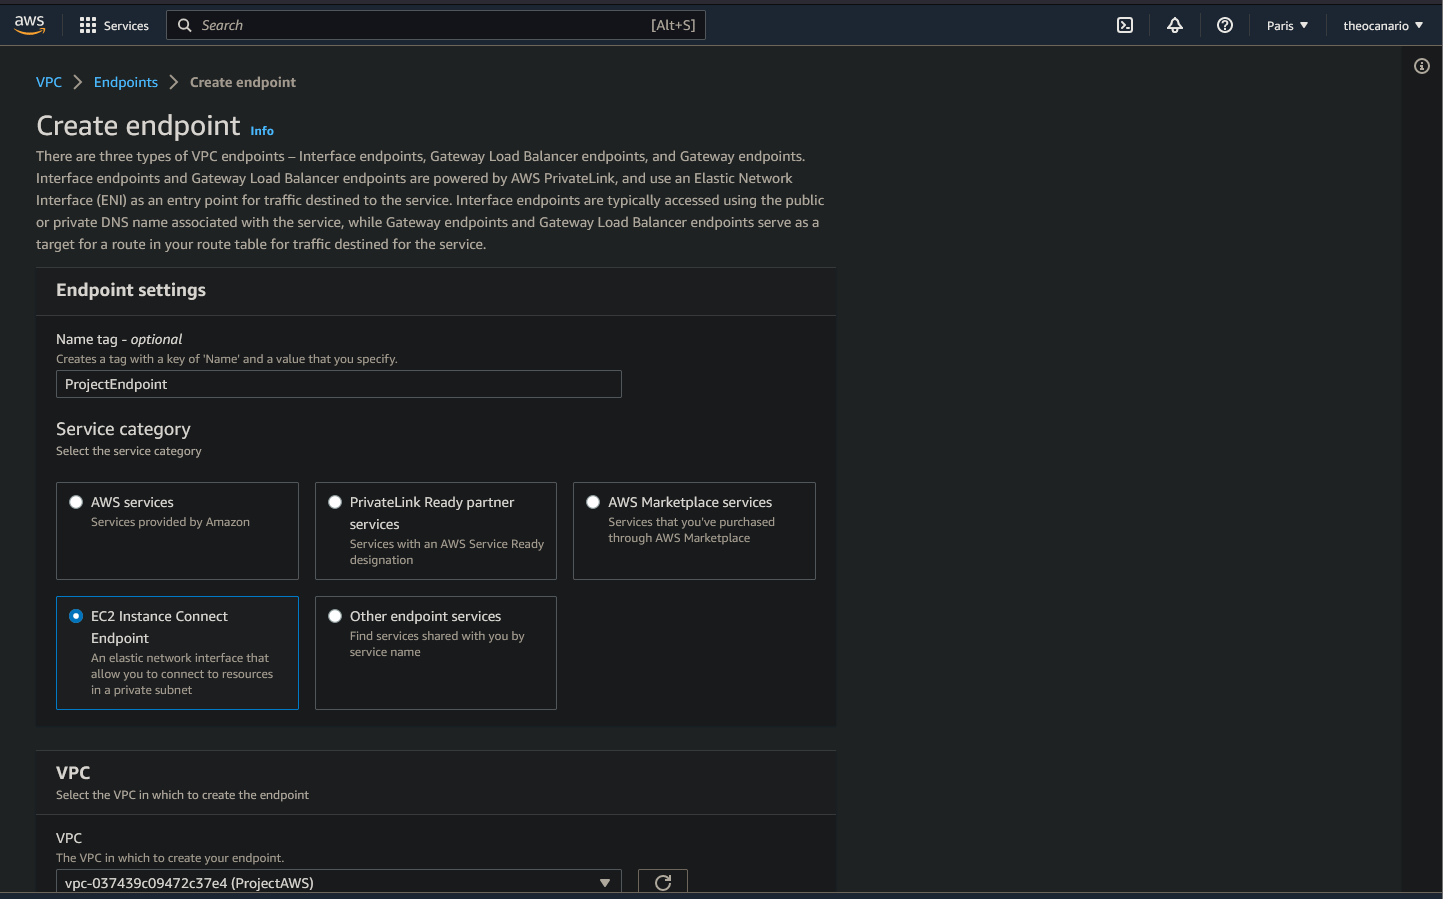 aws
Services
Search
[Alt+S]
Paris
theocanario
VPC
Endpoints
Create endpoint
Create endpoint Info
There are three types of VPC endpoints – Interface endpoints, Gateway Load Balancer endpoints, and Gateway endpoints.
Interface endpoints and Gateway Load Balancer endpoints are powered by AWS PrivateLink, and use an Elastic Network
Interface (ENI) as an entry point for traffic destined to the service. Interface endpoints are typically accessed using the public
or private DNS name associated with the service, while Gateway endpoints and Gateway Load Balancer endpoints serve as a
target for a route in your route table for traffic destined for the service.
Endpoint settings
Name tag - optional
Creates a tag with a key of 'Name' and a value that you specify.
ProjectEndpoint
Service category
Select the service category
AWS services
Services provided by Amazon
PrivateLink Ready partner
services
Services with an AWS Service Ready
designation
AWS Marketplace services
Services that you've purchased
through AWS Marketplace
EC2 Instance Connect
Endpoint
An elastic network interface that
allow you to connect to resources
in a private subnet
Other endpoint services
Find services shared with you by
service name
VPC
Select the VPC in which to create the endpoint
VPC
The VPC in which to create your endpoint.
vpc-037439c09472c37e4 (ProjectAWS)